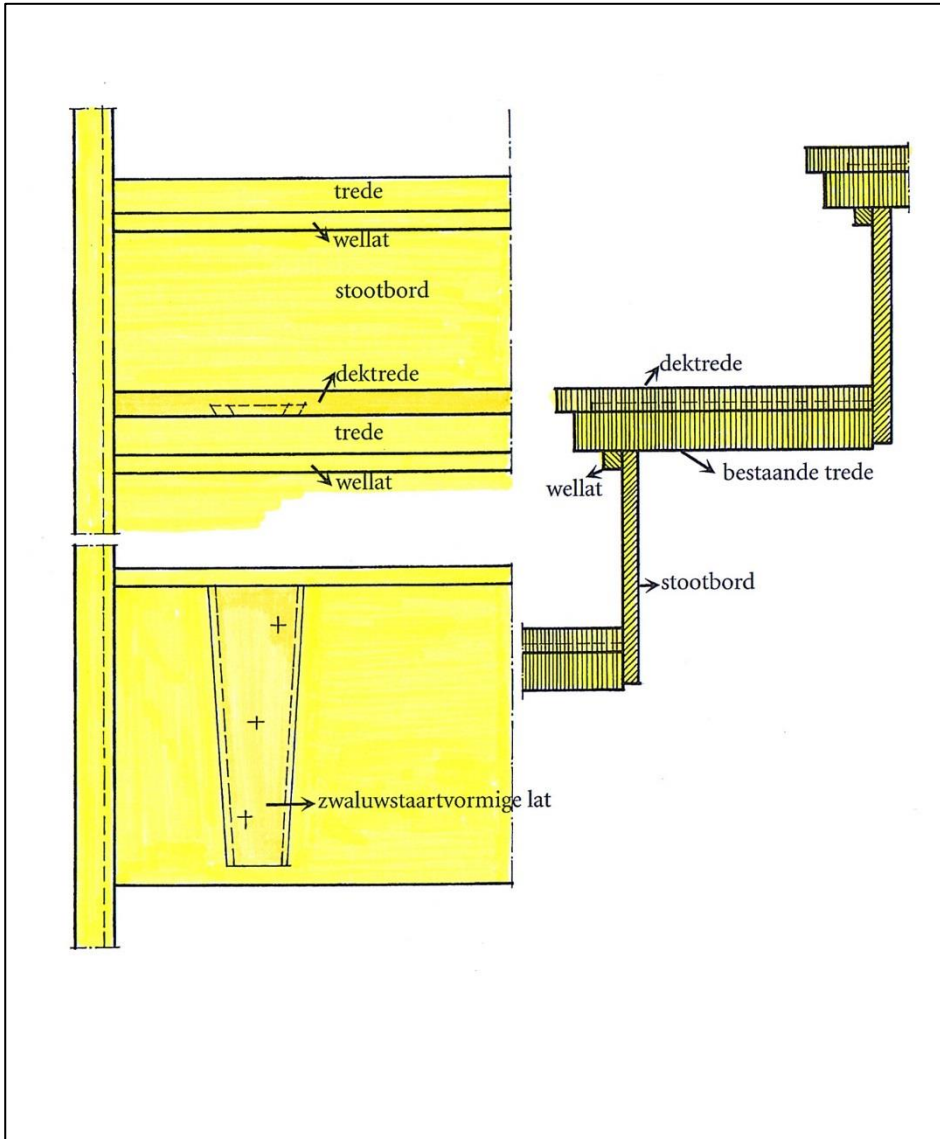 trede
wellat
stootbord
dektrede
trede
wellat
zwaluwstaartvormige lat
dektrede
bestaande trede
wellat
stootbord